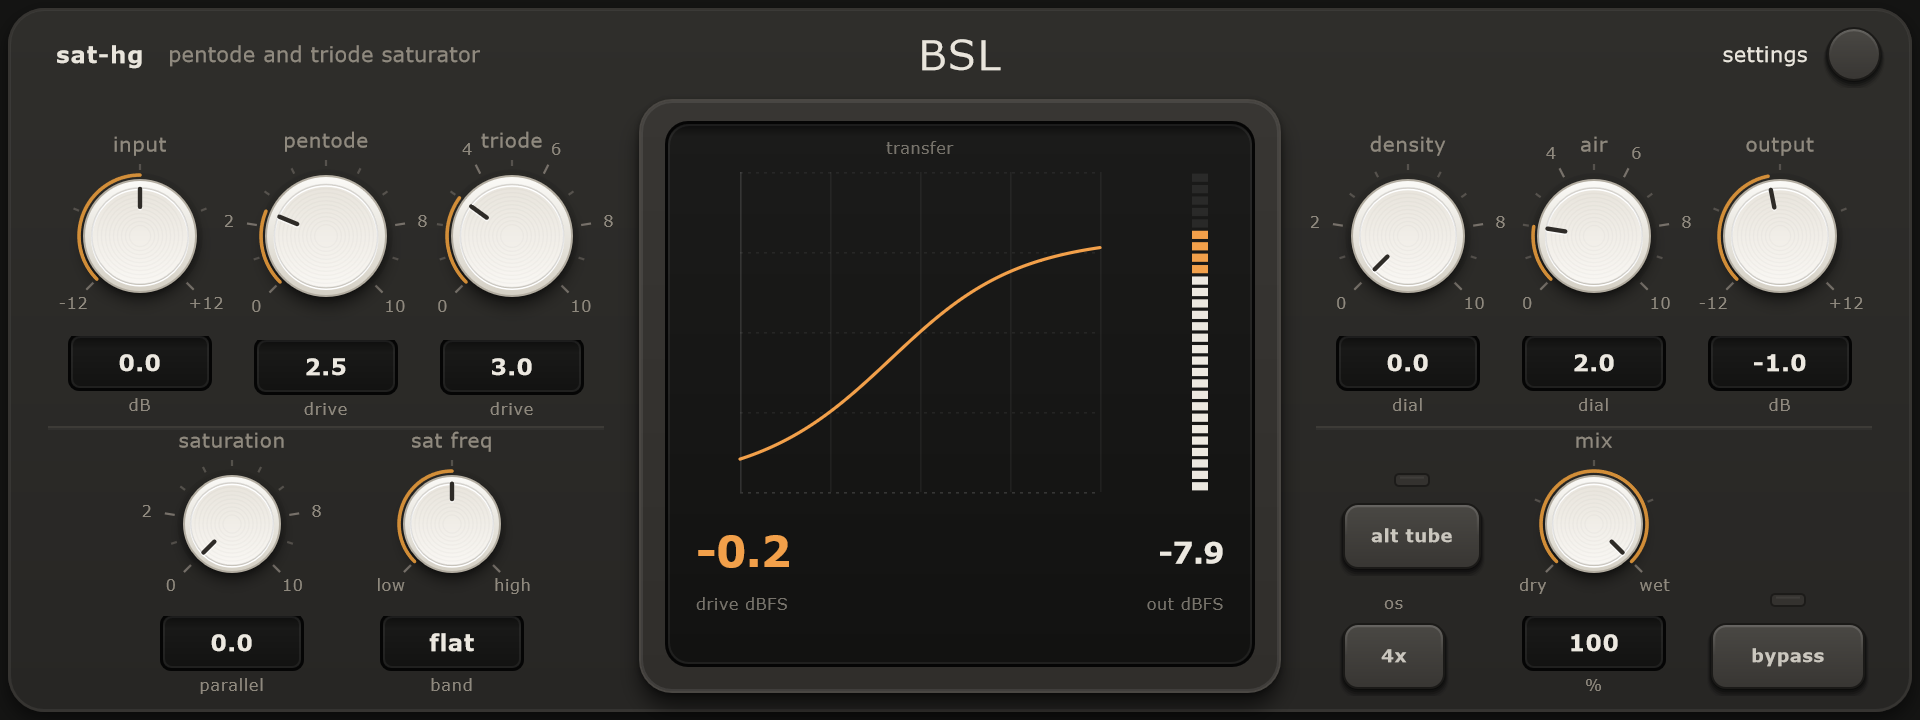 sat-hg pentode and triode saturator
BSL
settings
input
-12 +12
0.0
dB
pentode
2 8
0 10
2.5
drive
triode
4 6
8
0 10
3.0
drive
saturation
2 8
0 10
0.0
parallel
sat freq
low high
flat
band
transfer
-0.2
drive dBFS
-7.9
out dBFS
density
2 8
0 10
0.0
dial
air
4 6
8
0 10
2.0
dial
output
-12 +12
-1.0
dB
alt tube
os
4x
mix
dry wet
100
%
bypass